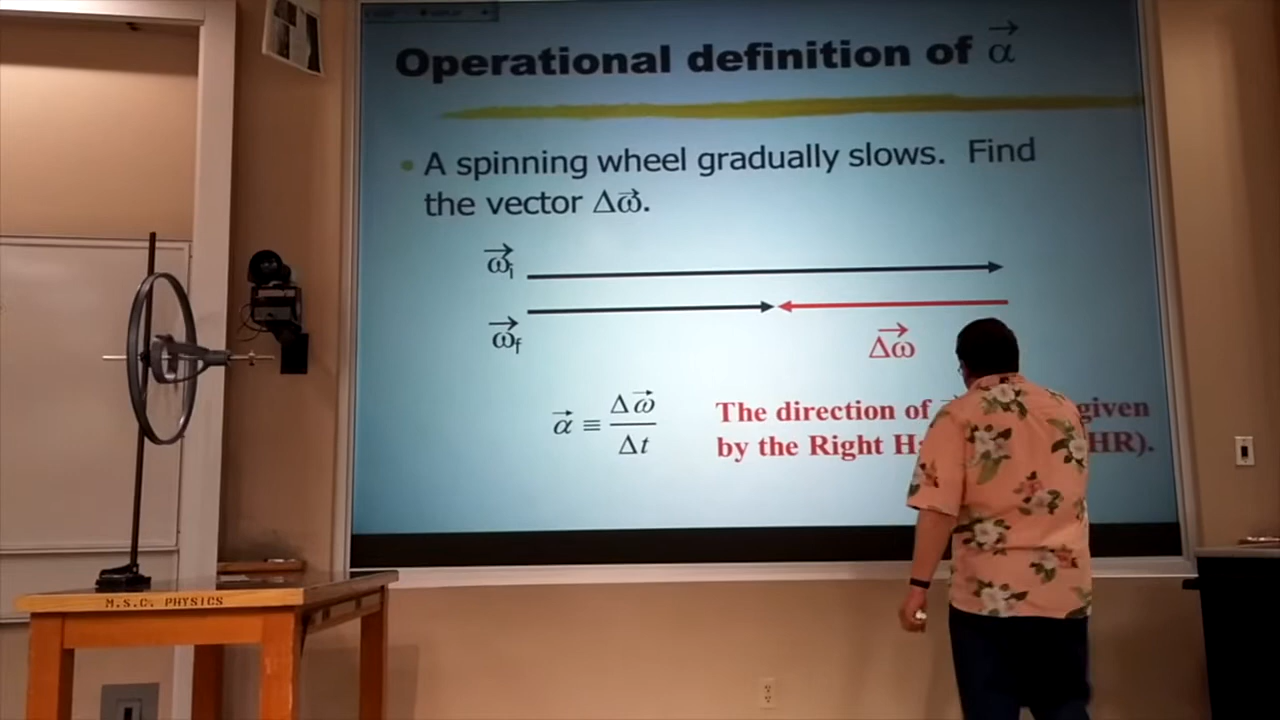 Operational definition of α⃗
• A spinning wheel gradually slows. Find
the vector Δω⃗.
ω⃗i
ω⃗f
Δω⃗
α⃗ ≡ Δω⃗ / Δt
The direction of given
by the Right HR).
M.S.C. PHYSICS